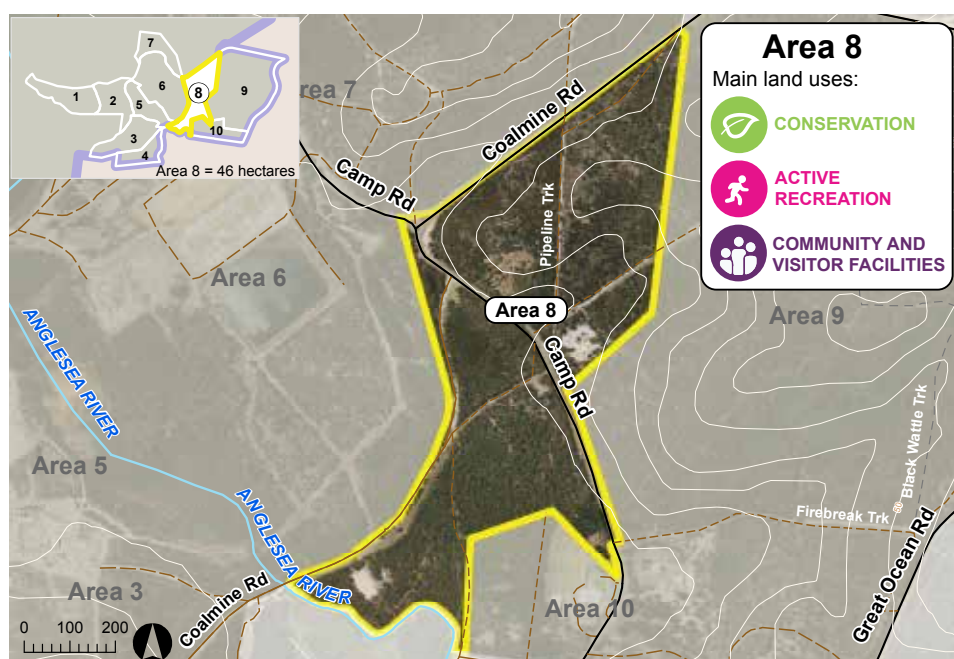 7
1
2
6
5
8
9
3
4
10
Area 8 = 46 hectares
Area 8
Main land uses:
CONSERVATION
ACTIVE
RECREATION
COMMUNITY AND
VISITOR FACILITIES
rea 7
Coalmine Rd
Camp Rd
Pipeline Trk
Area 6
Area 8
Area 9
Camp Rd
ANGLESEA RIVER
Area 5
ANGLESEA RIVER
Black Wattle Trk
50
Firebreak Trk
Great Ocean Rd
Area 3
Coalmine Rd
Area 10
0 100 200